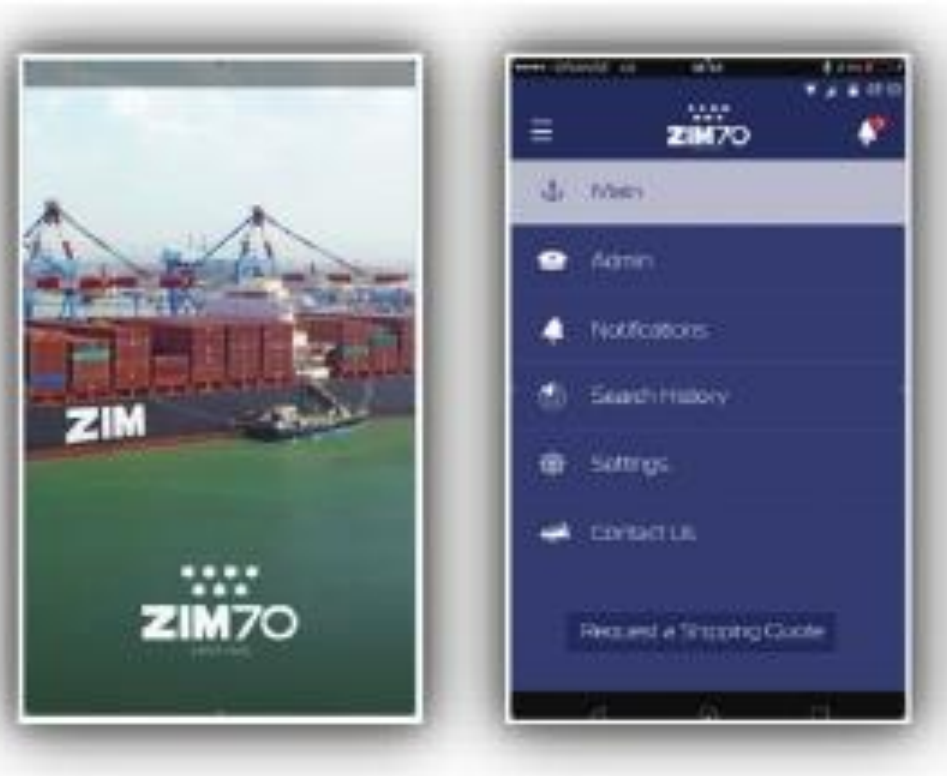 ZIM
ZIM70
ZIM70
Main
Admin
Notifications
Search History
Settings
Contact Us
Request a Shipping Quote